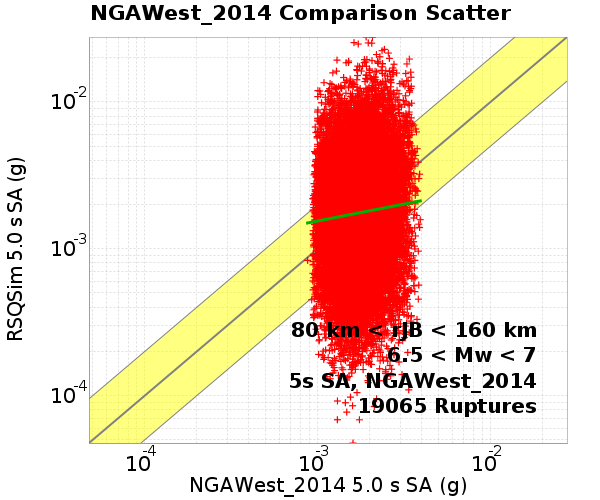 NGAWest_2014 Comparison Scatter
RSQSim 5.0 s SA (g)
10-2
10-3
10-4
80 km < rJB < 160 km
6.5 < Mw < 7
5s SA, NGAWest_2014
19065 Ruptures
10-4 10-3 10-2
NGAWest_2014 5.0 s SA (g)